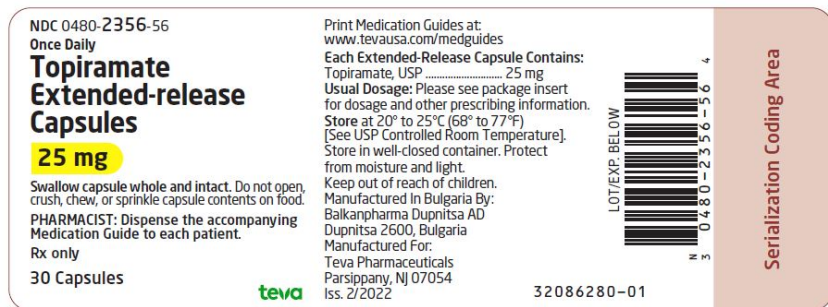 NDC 0480-2356-56
Once Daily
Topiramate
Extended-release
Capsules
25 mg
Swallow capsule whole and intact. Do not open,
crush, chew, or sprinkle capsule contents on food.
PHARMACIST: Dispense the accompanying
Medication Guide to each patient.
Rx only
30 Capsules
teva
Print Medication Guides at:
www.tevausa.com/medguides
Each Extended-Release Capsule Contains:
Topiramate, USP ............................ 25 mg
Usual Dosage: Please see package insert
for dosage and other prescribing information.
Store at 20° to 25°C (68° to 77°F)
[See USP Controlled Room Temperature].
Store in well-closed container. Protect
from moisture and light.
Keep out of reach of children.
Manufactured In Bulgaria By:
Balkanpharma Dupnitsa AD
Dupnitsa 2600, Bulgaria
Manufactured For:
Teva Pharmaceuticals
Parsippany, NJ 07054
Iss. 2/2022
32086280-01
LOT/EXP. BELOW
N
3 0480-2356-56 4
Serialization Coding Area